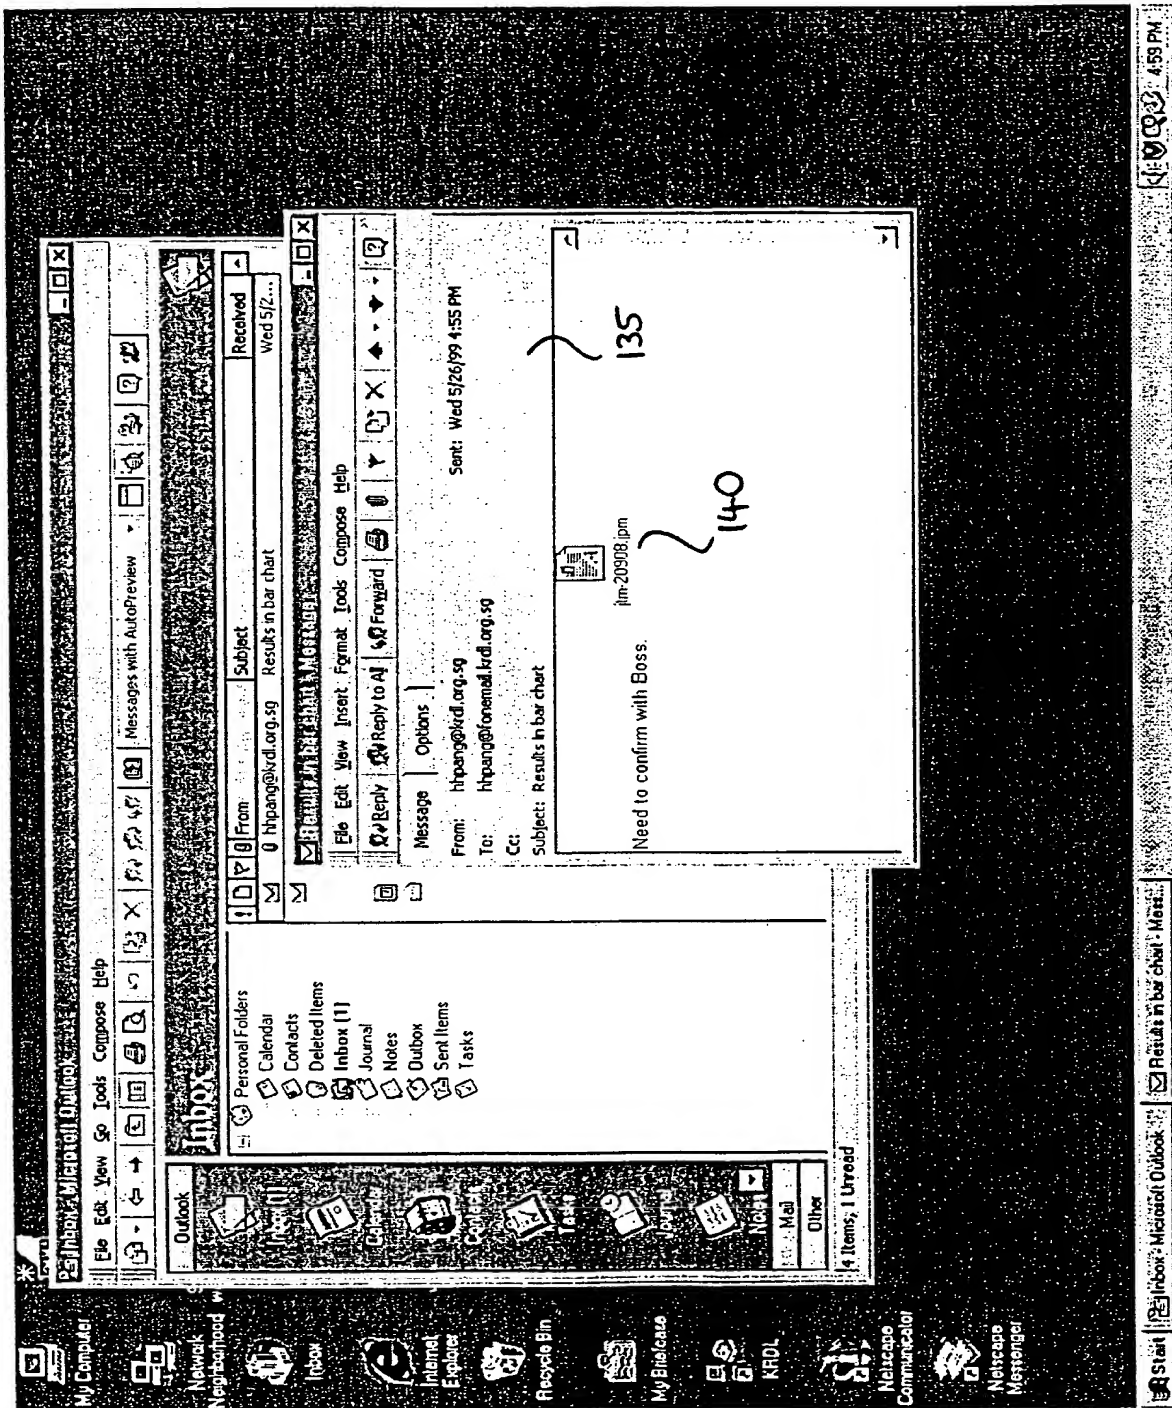 My Computer
Network
Neighborhood
Inbox
Internet
Explorer
Recycle Bin
My Briefcase
KRDL
Netscape
Communicator
Netscape
Messenger
Inbox - Microsoft Outlook
File Edit View Go Tools Compose Help
Messages with AutoPreview
Inbox
Outlook
Inbox (1)
Calendar
Contacts
Tasks
Journal
Notes
Mail
Other
Personal Folders
Calendar
Contacts
Deleted Items
Inbox (1)
Journal
Notes
Outbox
Sent Items
Tasks
From Subject Received
hhpang@krdl.org.sg Results in bar chart Wed 5/2...
Results in bar chart - Message
File Edit View Insert Format Tools Compose Help
Reply Reply to All Forward
Message Options
From: hhpang@krdl.org.sg Sent: Wed 5/26/99 4:55 PM
To: hhpang@fonemail.krdl.org.sg
Cc:
Subject: Results in bar chart
135
jtm-20908.jpm
Need to confirm with Boss.
140
4 Items, 1 Unread
Start Inbox - Microsoft Outlook Results in bar chart - Mess... 4:59 PM